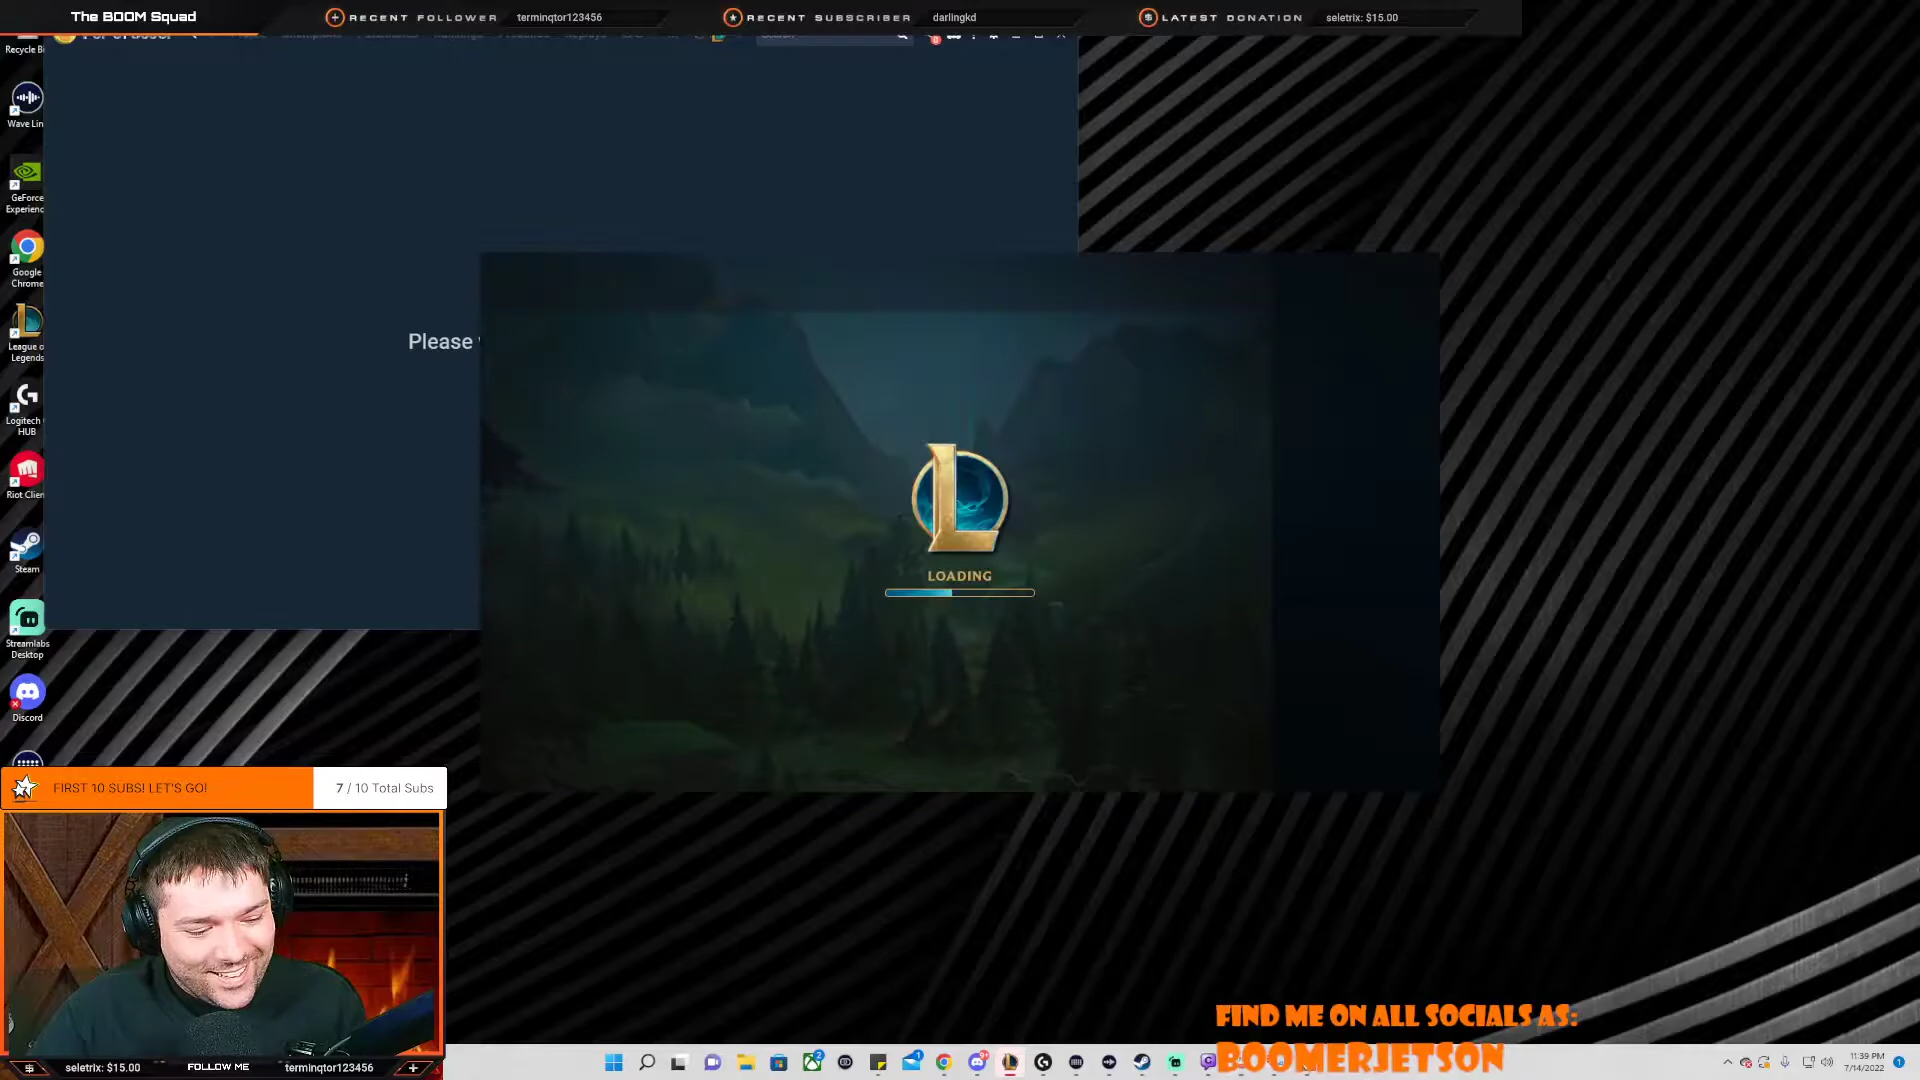 The BOOM Squad
RECENT FOLLOWER terminqtor123456
RECENT SUBSCRIBER darlingkd
LATEST DONATION seletrix: $15.00
Recycle Bi
Wave Lin
GeForce
Experienc
Google
Chrome
League o
Legends
Logitech
HUB
Riot Clien
Steam
Streamlabs
Desktop
Discord
Please
LOADING
FIRST 10 SUBS! LET'S GO!
7 / 10 Total Subs
FIND ME ON ALL SOCIALS AS:
BOOMERJETSON
seletrix: $15.00
FOLLOW ME
terminqtor123456
11:39 PM
7/14/2022